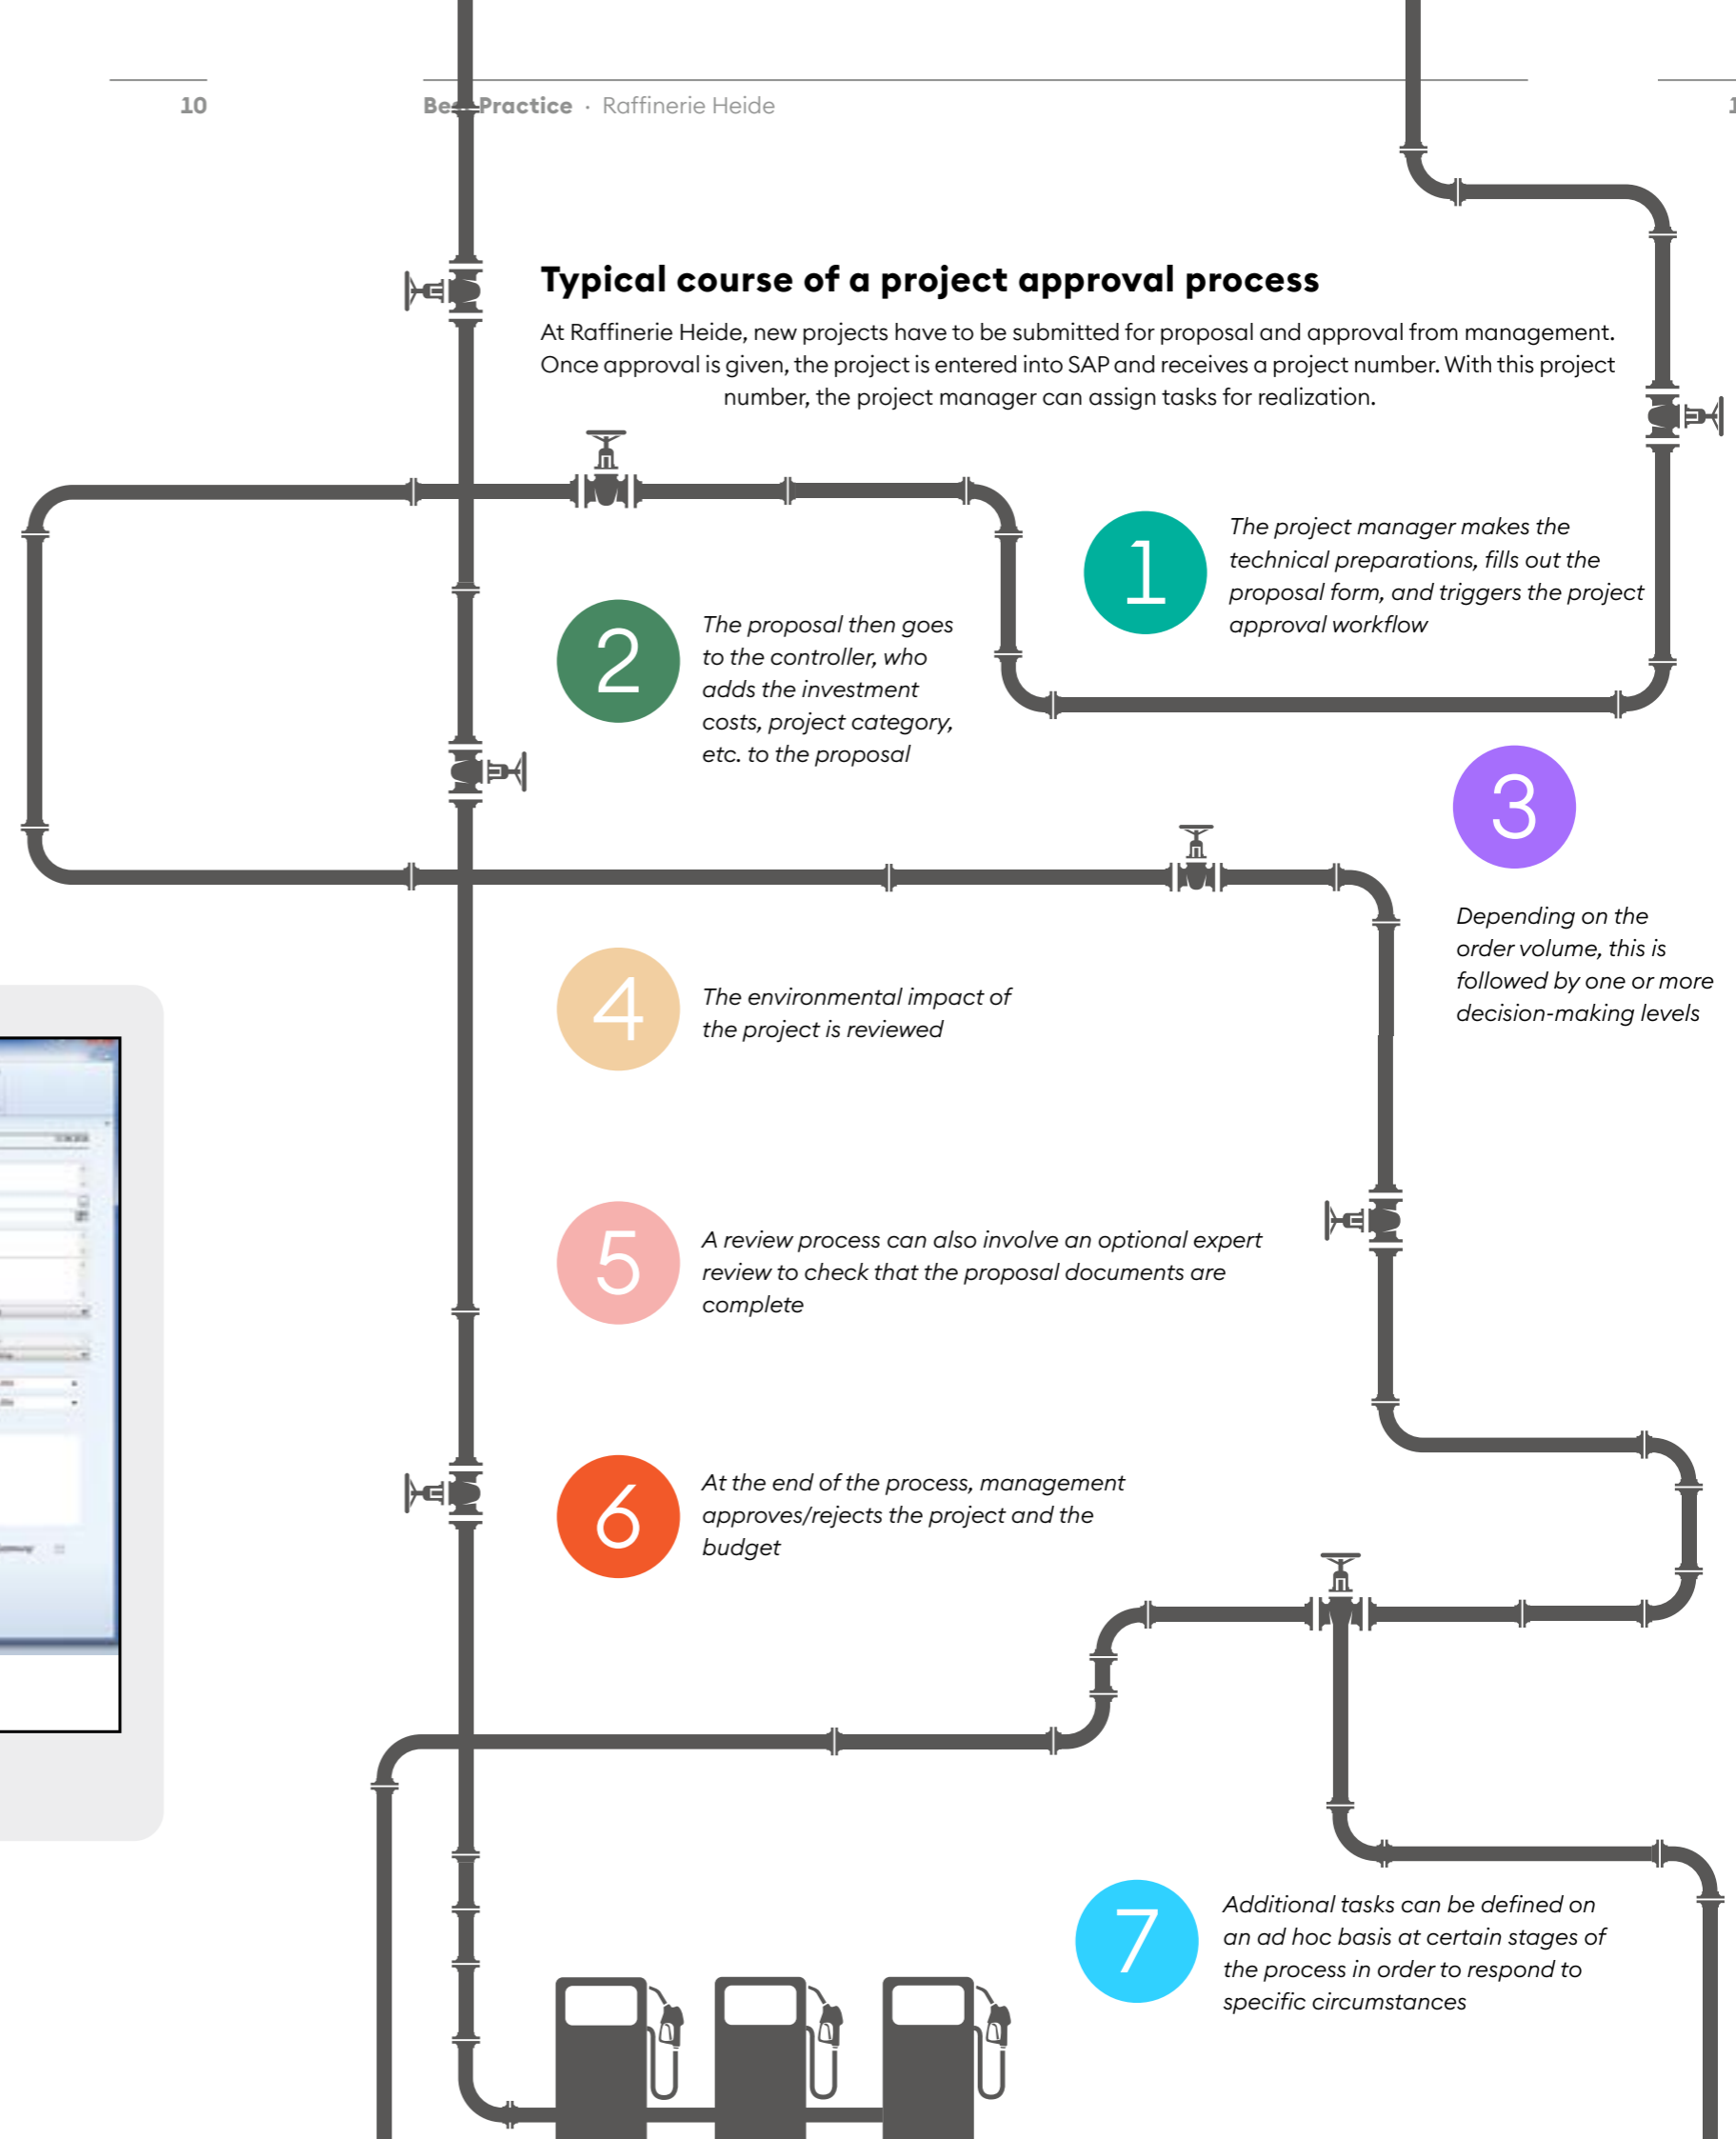 10
Best Practice · Raffinerie Heide
Typical course of a project approval process
At Raffinerie Heide, new projects have to be submitted for proposal and approval from management.
Once approval is given, the project is entered into SAP and receives a project number. With this project
number, the project manager can assign tasks for realization.
1
The project manager makes the
technical preparations, fills out the
proposal form, and triggers the project
approval workflow
2
The proposal then goes
to the controller, who
adds the investment
costs, project category,
etc. to the proposal
3
Depending on the
order volume, this is
followed by one or more
decision-making levels
4
The environmental impact of
the project is reviewed
5
A review process can also involve an optional expert
review to check that the proposal documents are
complete
6
At the end of the process, management
approves/rejects the project and the
budget
7
Additional tasks can be defined on
an ad hoc basis at certain stages of
the process in order to respond to
specific circumstances